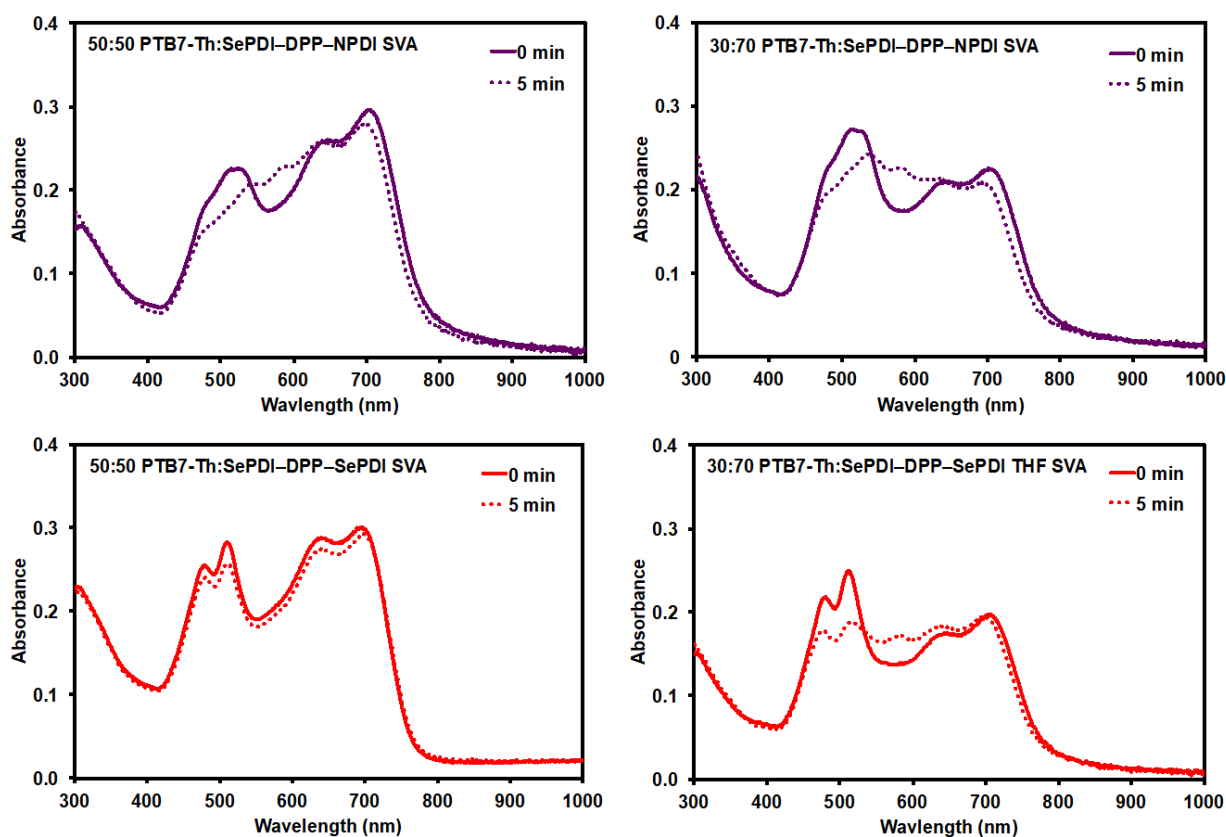 50:50 PTB7-Th:SePDI–DPP–NPDI SVA
0 min
5 min
Absorbance
0.4
0.3
0.2
0.1
0.0
300 400 500 600 700 800 900 1000
Wavelength (nm)
30:70 PTB7-Th:SePDI–DPP–NPDI SVA
0 min
5 min
Absorbance
0.4
0.3
0.2
0.1
0
300 400 500 600 700 800 900 1000
Wavelength (nm)
50:50 PTB7-Th:SePDI–DPP–SePDI SVA
0 min
5 min
Absorbance
0.4
0.3
0.2
0.1
0.0
300 400 500 600 700 800 900 1000
Wavelength (nm)
30:70 PTB7-Th:SePDI–DPP–SePDI THF SVA
0 min
5 min
Absorbance
0.4
0.3
0.2
0.1
0.0
300 400 500 600 700 800 900 1000
Wavelength (nm)